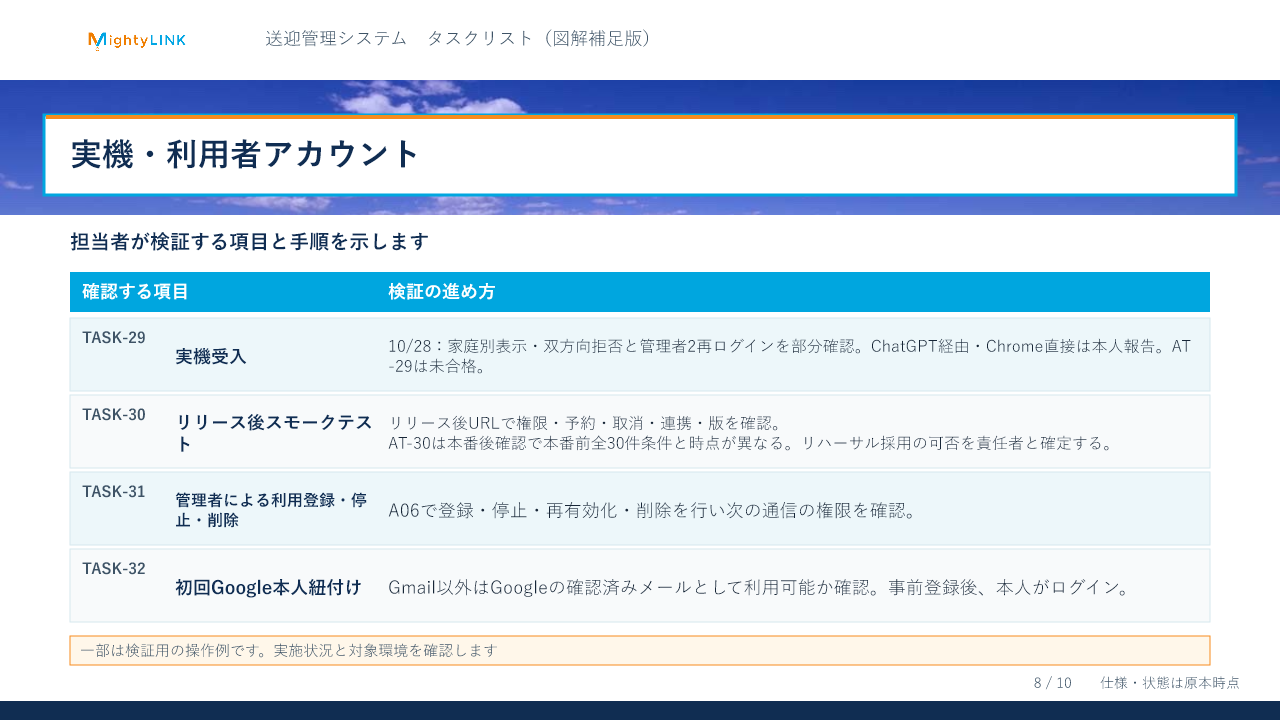 MightyLINK
送迎管理システム　タスクリスト（図解補足版）
実機・利用者アカウント
担当者が検証する項目と手順を示します
確認する項目
検証の進め方
TASK-29
実機受入
10/28：家庭別表示・双方向拒否と管理者2再ログインを部分確認。ChatGPT経由・Chrome直接は本人報告。AT
-29は未合格。
TASK-30
リリース後スモークテス
ト
リリース後URLで権限・予約・取消・連携・版を確認。
AT-30は本番後確認で本番前全30件条件と時点が異なる。リハーサル採用の可否を責任者と確定する。
TASK-31
管理者による利用登録・停
止・削除
A06で登録・停止・再有効化・削除を行い次の通信の権限を確認。
TASK-32
初回Google本人紐付け
Gmail以外はGoogleの確認済みメールとして利用可能か確認。事前登録後、本人がログイン。
一部は検証用の操作例です。実施状況と対象環境を確認します
8 / 10
仕様・状態は原本時点